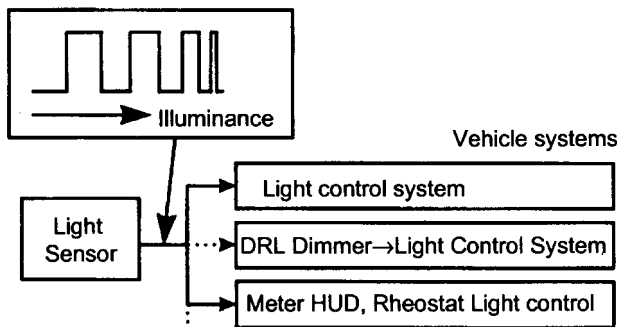 Illuminance
Vehicle systems
Light control system
Light
Sensor
DRL Dimmer→Light Control System
Meter HUD, Rheostat Light control